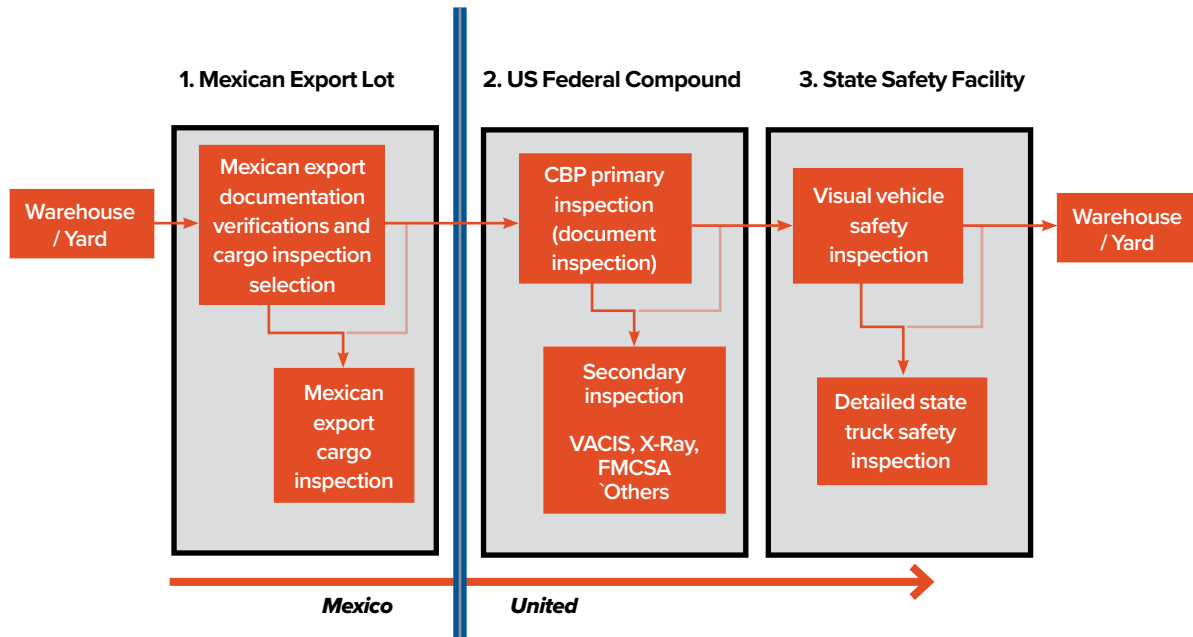 1. Mexican Export Lot
2. US Federal Compound
3. State Safety Facility
Warehouse
/ Yard
Mexican export
documentation
verifications and
cargo inspection
selection
Mexican
export
cargo
inspection
CBP primary
inspection
(document
inspection)
Secondary
inspection
VACIS, X-Ray,
FMCSA
`Others
Visual vehicle
safety
inspection
Detailed state
truck safety
inspection
Warehouse
/ Yard
Mexico
United